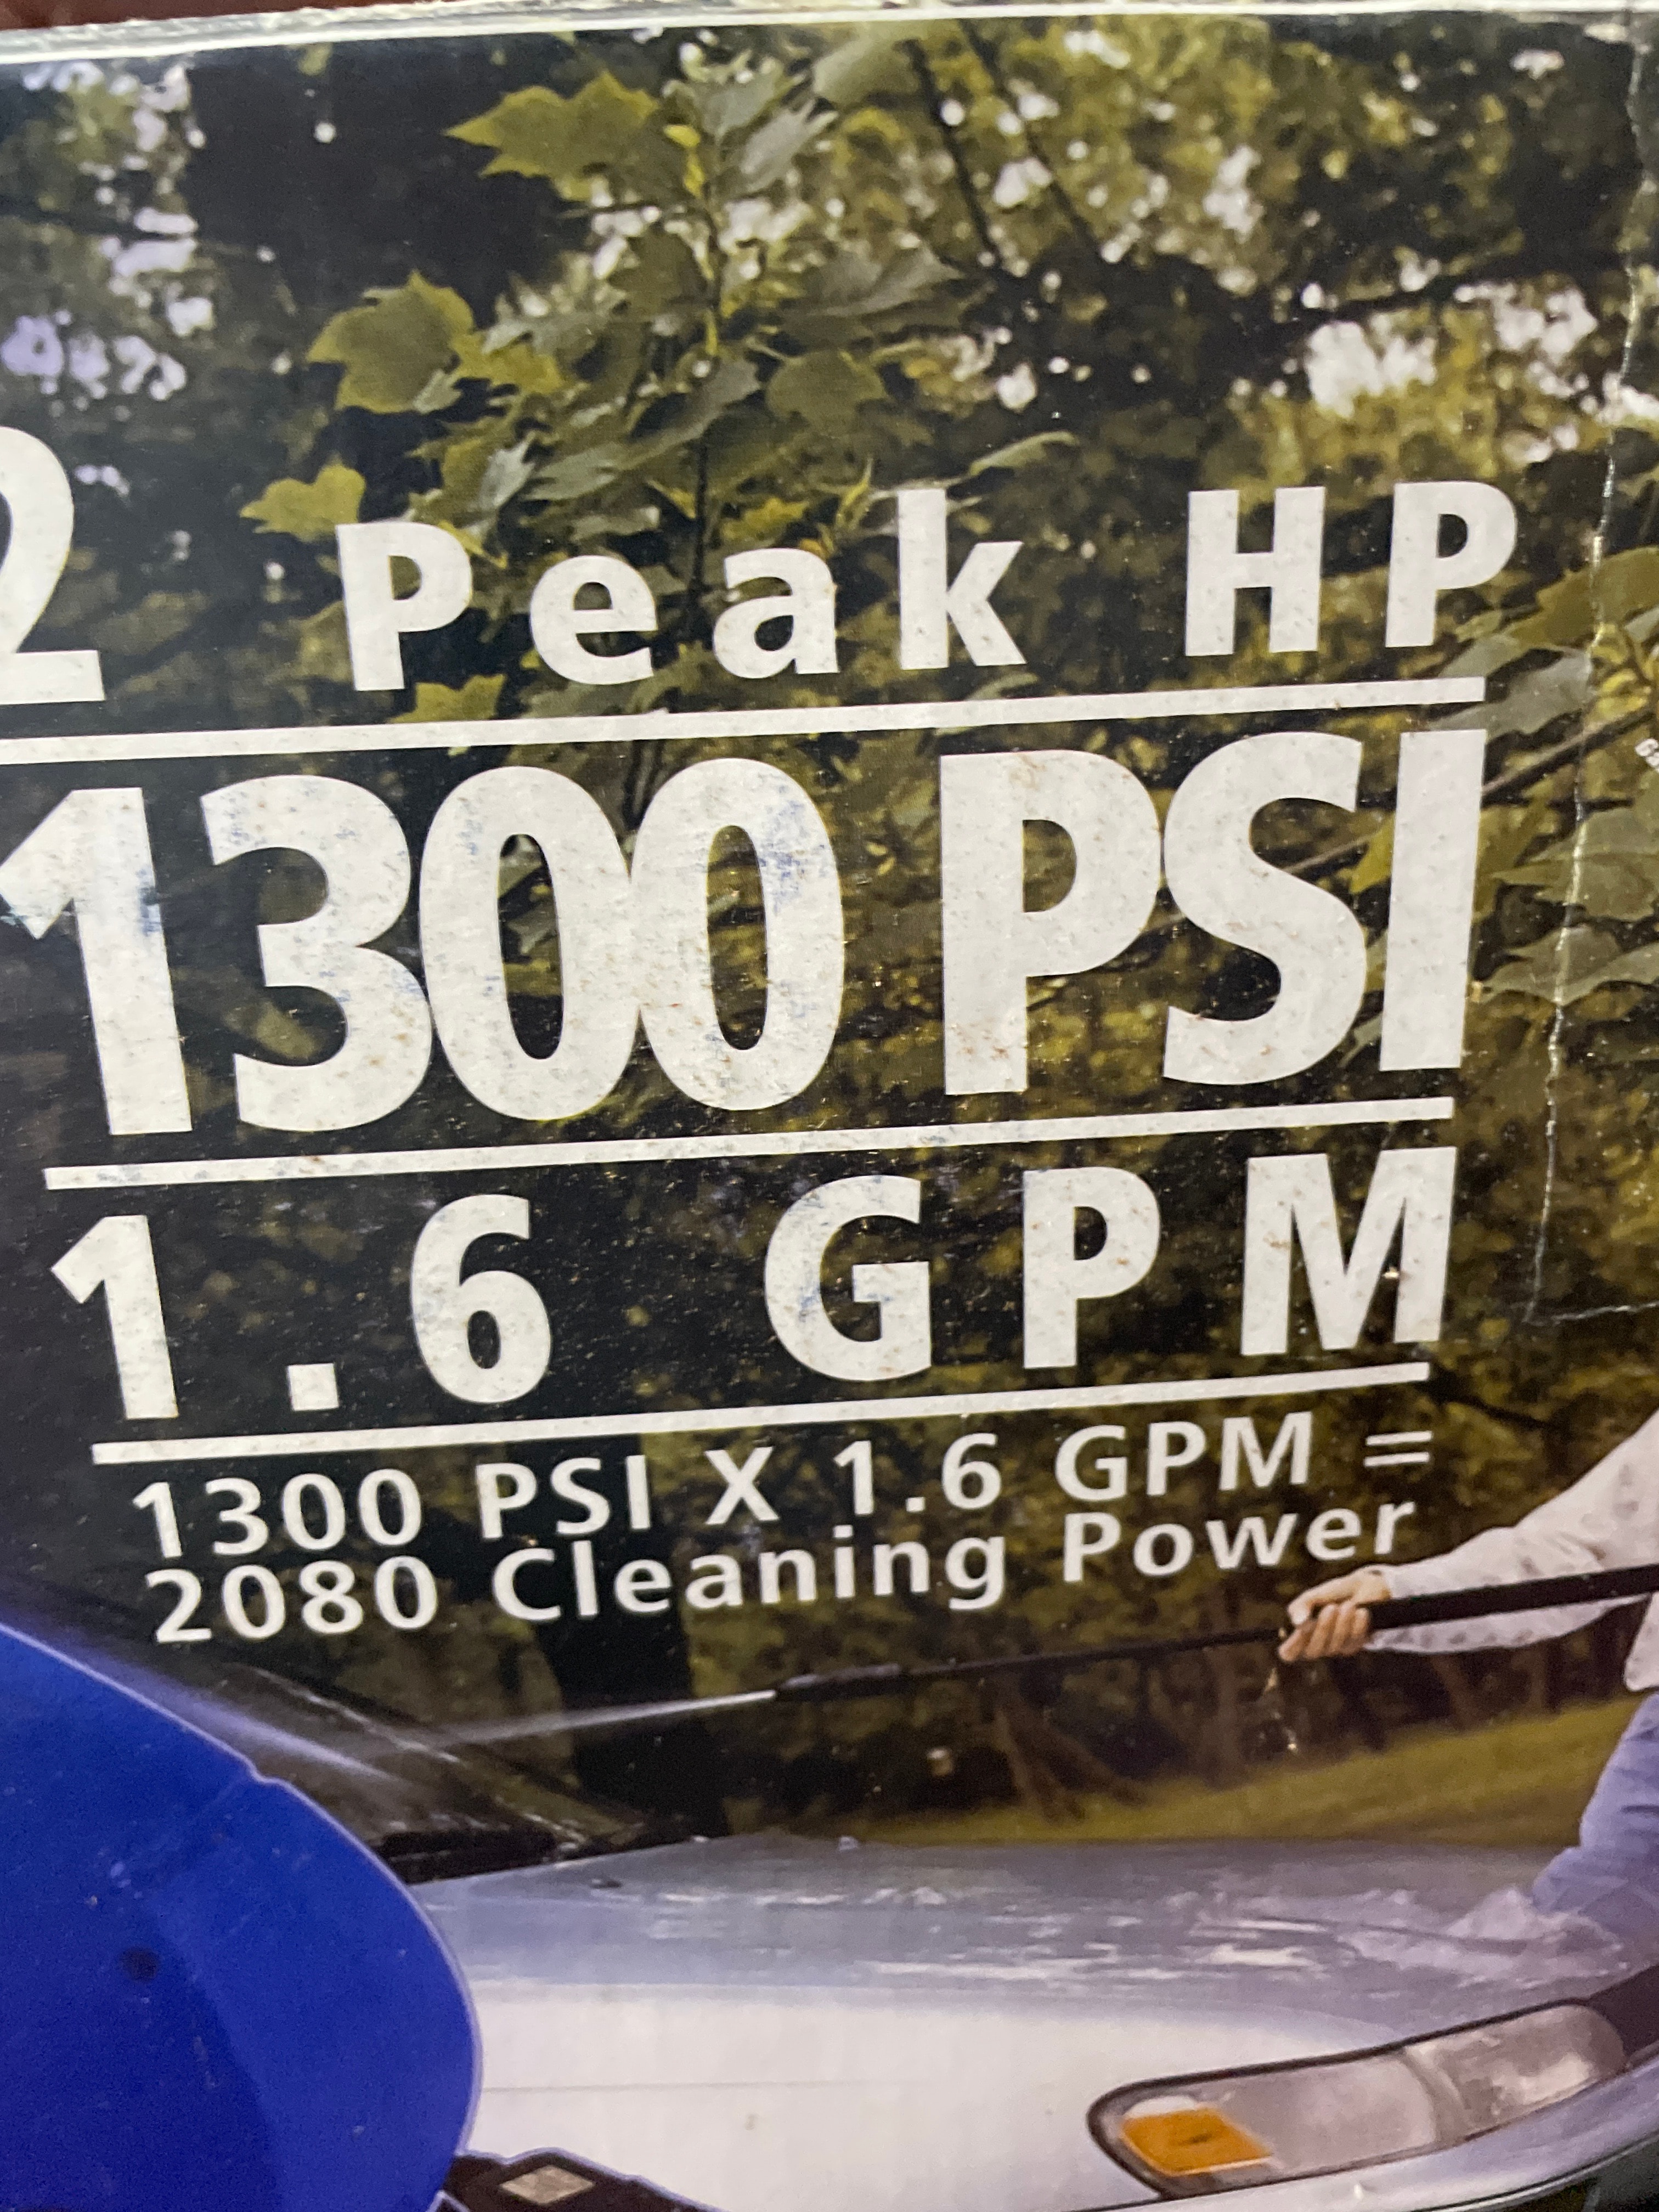 2 Peak HP
1300 PSI
1.6 GPM
1300 PSI X 1.6 GPM =
2080 Cleaning Power